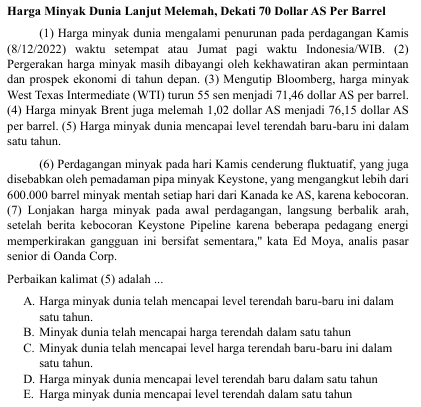 Harga Minyak Dunia Lanjut Melemah, Dekati 70 Dollar AS Per Barrel
(1) Harga minyak dunia mengalami penurunan pada perdagangan Kamis
(8/12/2022) waktu setempat atau Jumat pagi waktu Indonesia/WIB. (2)
Pergerakan harga minyak masih dibayangi oleh kekhawatiran akan permintaan
dan prospek ekonomi di tahun depan. (3) Mengutip Bloomberg, harga minyak
West Texas Intermediate (WTI) turun 55 sen menjadi 71,46 dollar AS per barrel.
(4) Harga minyak Brent juga melemah 1,02 dollar AS menjadi 76,15 dollar AS
per barrel. (5) Harga minyak dunia mencapai level terendah baru-baru ini dalam
satu tahun.
(6) Perdagangan minyak pada hari Kamis cenderung fluktuatif, yang juga
disebabkan oleh pemadaman pipa minyak Keystone, yang mengangkut lebih dari
600.000 barrel minyak mentah setiap hari dari Kanada ke AS, karena kebocoran.
(7) Lonjakan harga minyak pada awal perdagangan, langsung berbalik arah,
setelah berita kebocoran Keystone Pipeline karena beberapa pedagang energi
memperkirakan gangguan ini bersifat sementara," kata Ed Moya, analis pasar
senior di Oanda Corp.
Perbaikan kalimat (5) adalah ...
A. Harga minyak dunia telah mencapai level terendah baru-baru ini dalam
satu tahun.
B. Minyak dunia telah mencapai harga terendah dalam satu tahun
C. Minyak dunia telah mencapai level harga terendah baru-baru ini dalam
satu tahun.
D. Harga minyak dunia mencapai level terendah baru dalam satu tahun
E. Harga minyak dunia mencapai level terendah dalam satu tahun